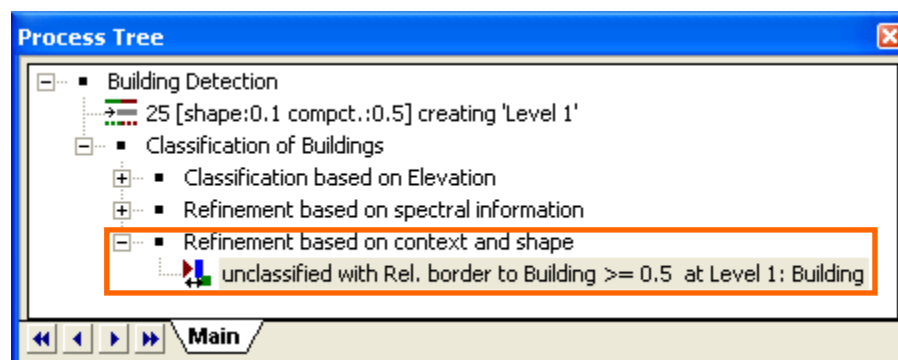 Process Tree
Building Detection
25 [shape:0.1 compct.:0.5] creating 'Level 1'
Classification of Buildings
Classification based on Elevation
Refinement based on spectral information
Refinement based on context and shape
unclassified with Rel. border to Building >= 0.5 at Level 1: Building
Main